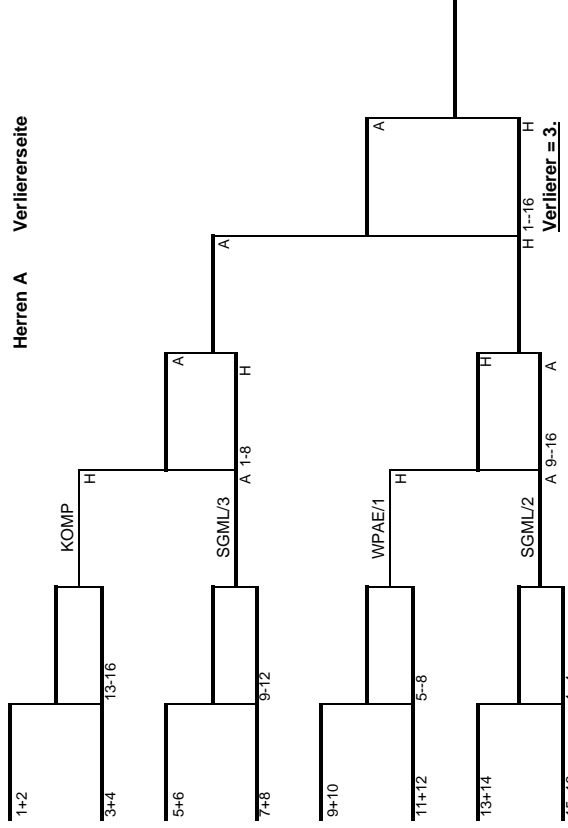 Herren A Verliererseite
1+2
3+4
13-16
KOMP
H
A
H
5+6
7+8
9-12
SGML/3
A 1-8
A
A
9+10
11+12
5--8
WPAE/1
H
H
A
13+14
SGML/2
A 9--16
H 1--16
H
Verlierer = 3.